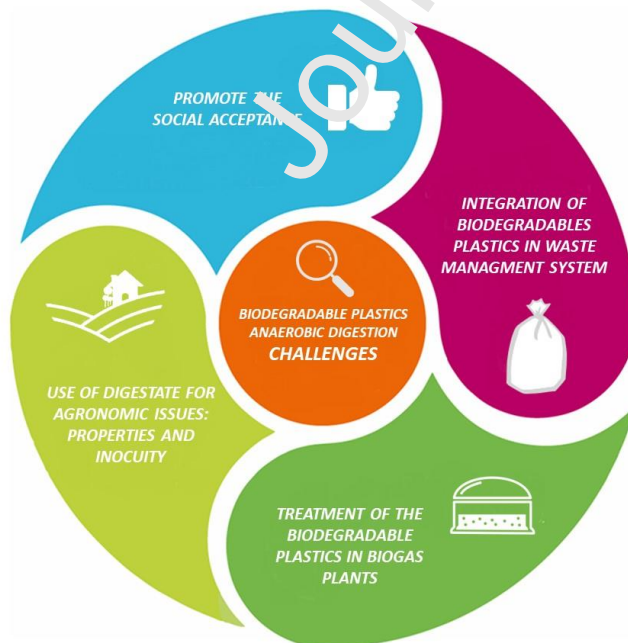 Jour
PROMOTE THE
SOCIAL ACCEPTANCE
INTEGRATION OF
BIODEGRADABLES
PLASTICS IN WASTE
MANAGMENT SYSTEM
BIODEGRADABLE PLASTICS
ANAEROBIC DIGESTION
CHALLENGES
USE OF DIGESTATE FOR
AGRONOMIC ISSUES:
PROPERTIES AND
INOCUITY
TREATMENT OF THE
BIODEGRADABLE
PLASTICS IN BIOGAS
PLANTS